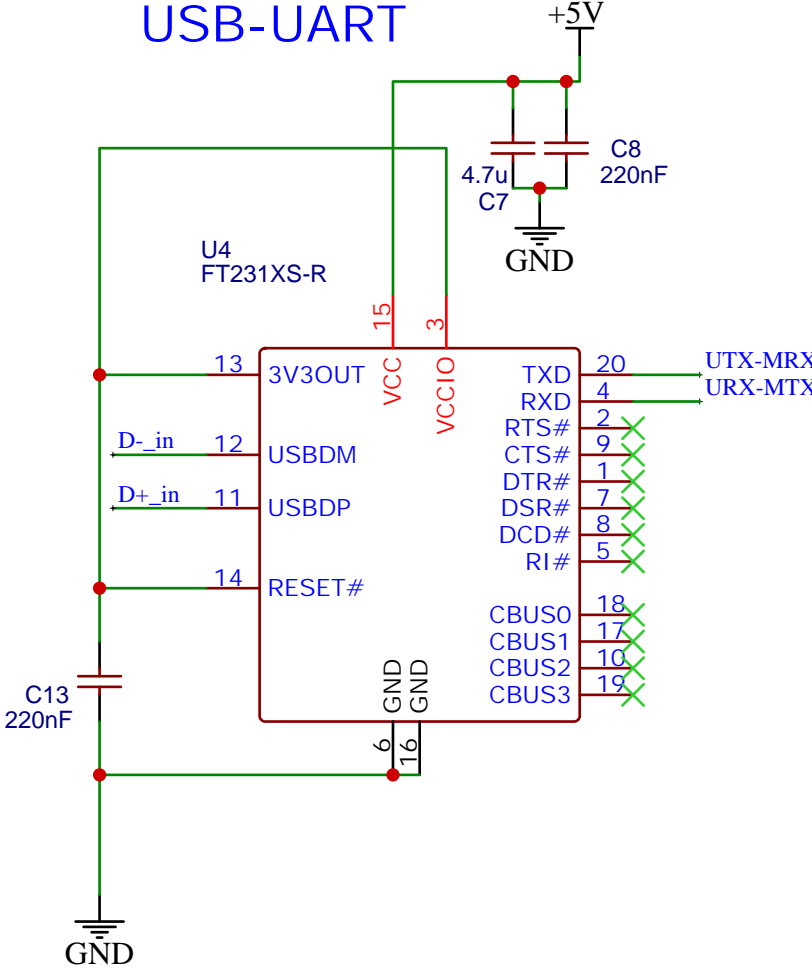 USB-UART
+5V
4.7u
C7
C8
220nF
GND
U4
FT231XS-R
15
3
VCC
VCCIO
13
3V3OUT
D-_in
12
USBDM
D+_in
11
USBDP
14
RESET#
TXD
20
UTX-MRX
RXD
4
URX-MTX
RTS#
2
CTS#
9
DTR#
1
DSR#
7
DCD#
8
RI#
5
CBUS0
18
CBUS1
17
CBUS2
10
CBUS3
19
GND
GND
6
16
C13
220nF
GND